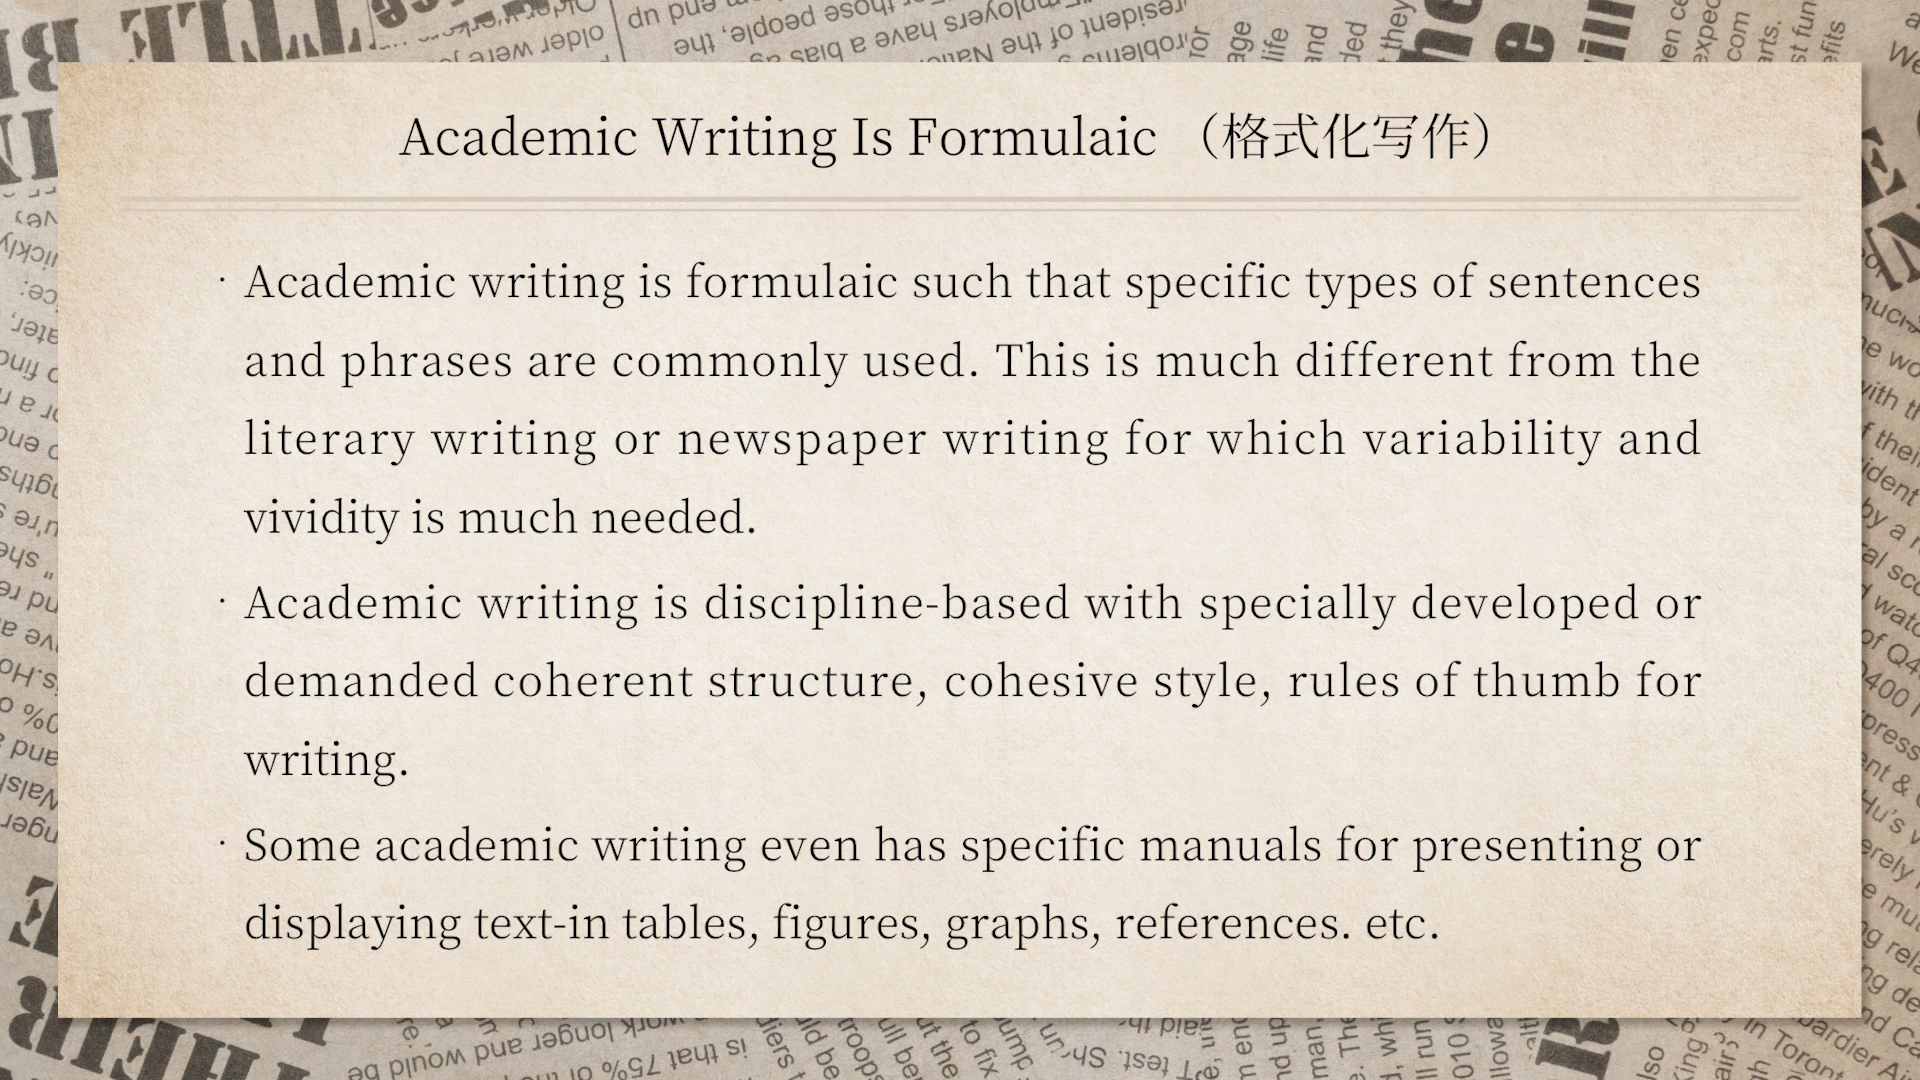 Academic Writing Is Formulaic （格式化写作）
· Academic writing is formulaic such that specific types of sentences
and phrases are commonly used. This is much different from the
literary writing or newspaper writing for which variability and
vividity is much needed.
· Academic writing is discipline-based with specially developed or
demanded coherent structure, cohesive style, rules of thumb for
writing.
· Some academic writing even has specific manuals for presenting or
displaying text-in tables, figures, graphs, references. etc.